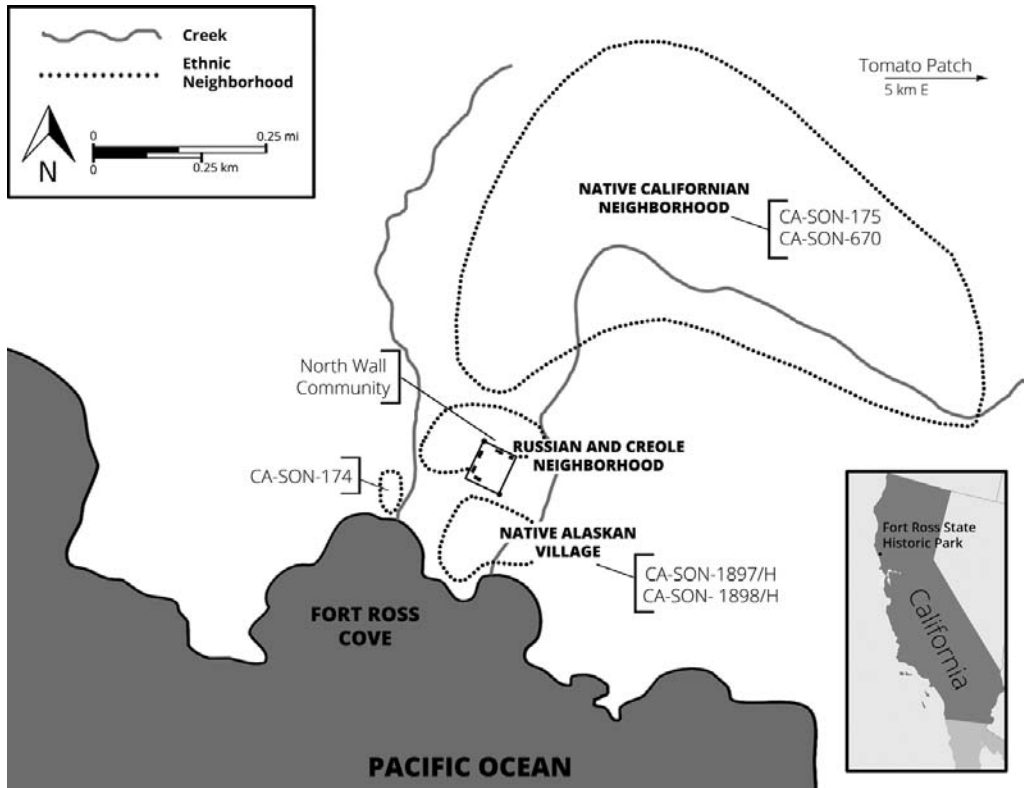 Creek
Ethnic
Neighborhood
N
0
0.25 mi
0
0.25 km
Tomato Patch
5 km E
NATIVE CALIFORNIAN
NEIGHBORHOOD
CA-SON-175
CA-SON-670
North Wall
Community
RUSSIAN AND CREOLE
NEIGHBORHOOD
CA-SON-174
NATIVE ALASKAN
VILLAGE
CA-SON-1897/H
CA-SON- 1898/H
FORT ROSS
COVE
PACIFIC OCEAN
Fort Ross State
Historic Park
California